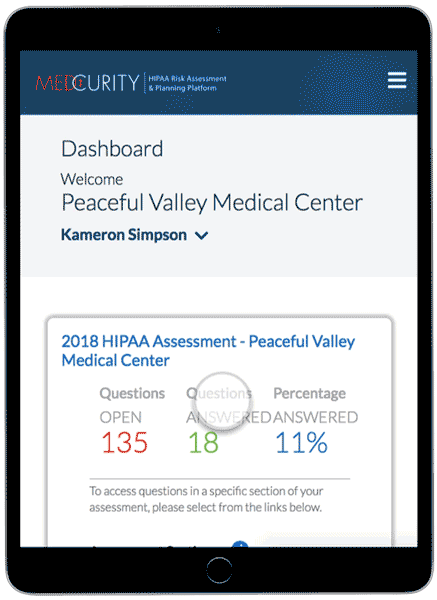 MEDCURITY
HIPAA Risk Assessment
& Planning Platform
Dashboard
Welcome
Peaceful Valley Medical Center
Kameron Simpson
2018 HIPAA Assessment - Peaceful Valley
Medical Center
Questions Questions Percentage
OPEN ANSWERED ANSWERED
135 18 11%
To access questions in a specific section of your
assessment, please select from the links below.